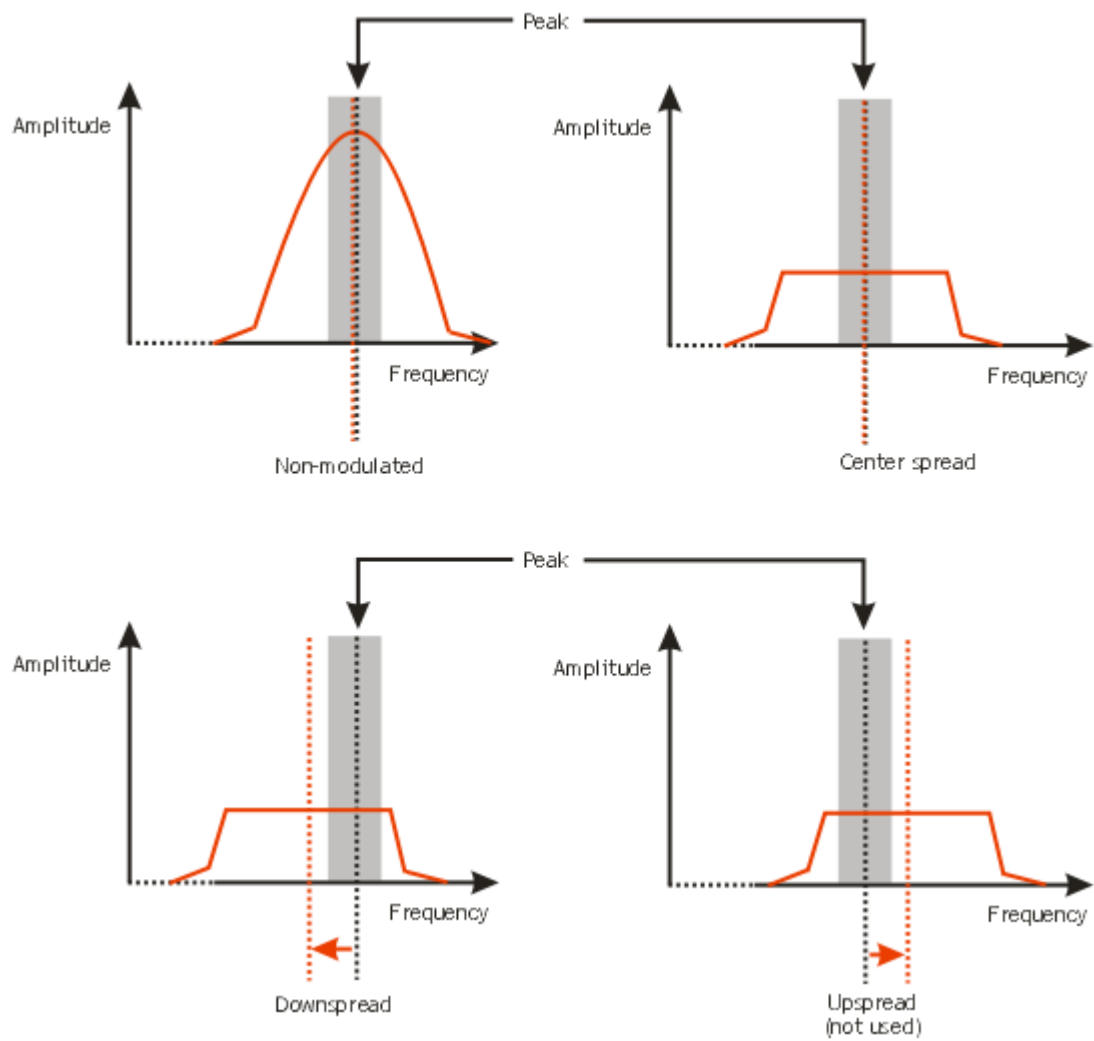 Peak
Amplitude
Amplitude
Frequency
Frequency
Non-modulated
Center spread
Peak
Amplitude
Amplitude
Frequency
Frequency
Downspread
Upspread
(not used)